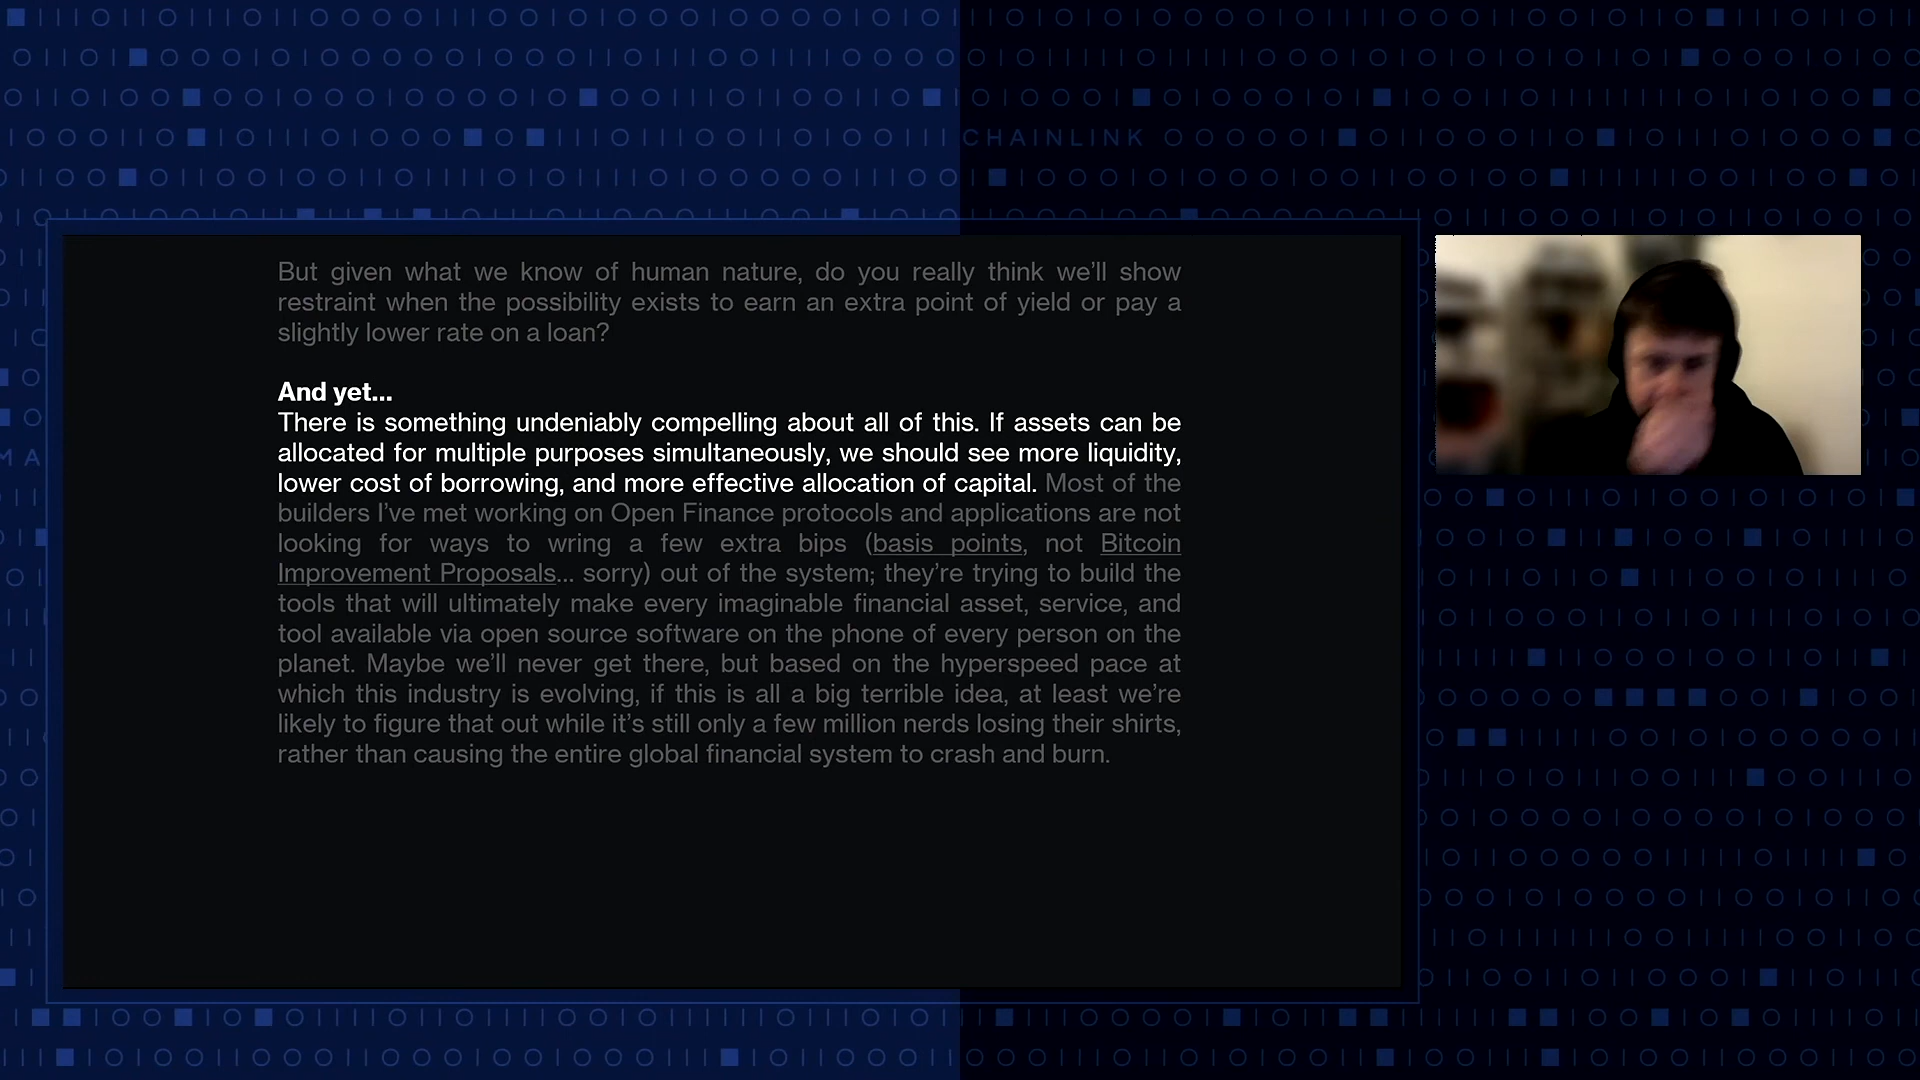 CHAINLINK
MA
But given what we know of human nature, do you really think we’ll show
restraint when the possibility exists to earn an extra point of yield or pay a
slightly lower rate on a loan?
And yet...
There is something undeniably compelling about all of this. If assets can be
allocated for multiple purposes simultaneously, we should see more liquidity,
lower cost of borrowing, and more effective allocation of capital. Most of the
builders I’ve met working on Open Finance protocols and applications are not
looking for ways to wring a few extra bips (basis points, not Bitcoin
Improvement Proposals... sorry) out of the system; they’re trying to build the
tools that will ultimately make every imaginable financial asset, service, and
tool available via open source software on the phone of every person on the
planet. Maybe we’ll never get there, but based on the hyperspeed pace at
which this industry is evolving, if this is all a big terrible idea, at least we’re
likely to figure that out while it’s still only a few million nerds losing their shirts,
rather than causing the entire global financial system to crash and burn.